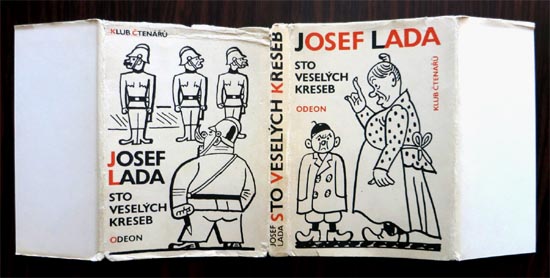 KLUB ČTENÁŘŮ
JOSEF
LADA
STO
VESELÝCH
KRESEB
ODEON
JOSEF
LADA
STO VESELÝCH KRESEB
JOSEF LADA
STO
VESELÝCH
KRESEB
ODEON
KLUB ČTENÁŘŮ